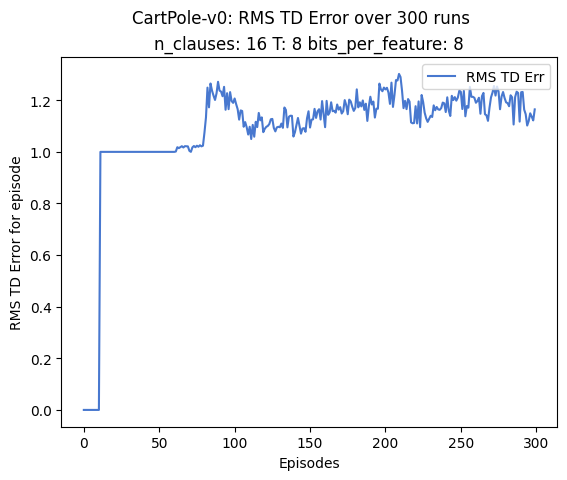 CartPole-v0: RMS TD Error over 300 runs
n_clauses: 16 T: 8 bits_per_feature: 8
RMS TD Err
RMS TD Error for episode
1.2
1.0
0.8
0.6
0.4
0.2
0.0
0 50 100 150 200 250 300
Episodes